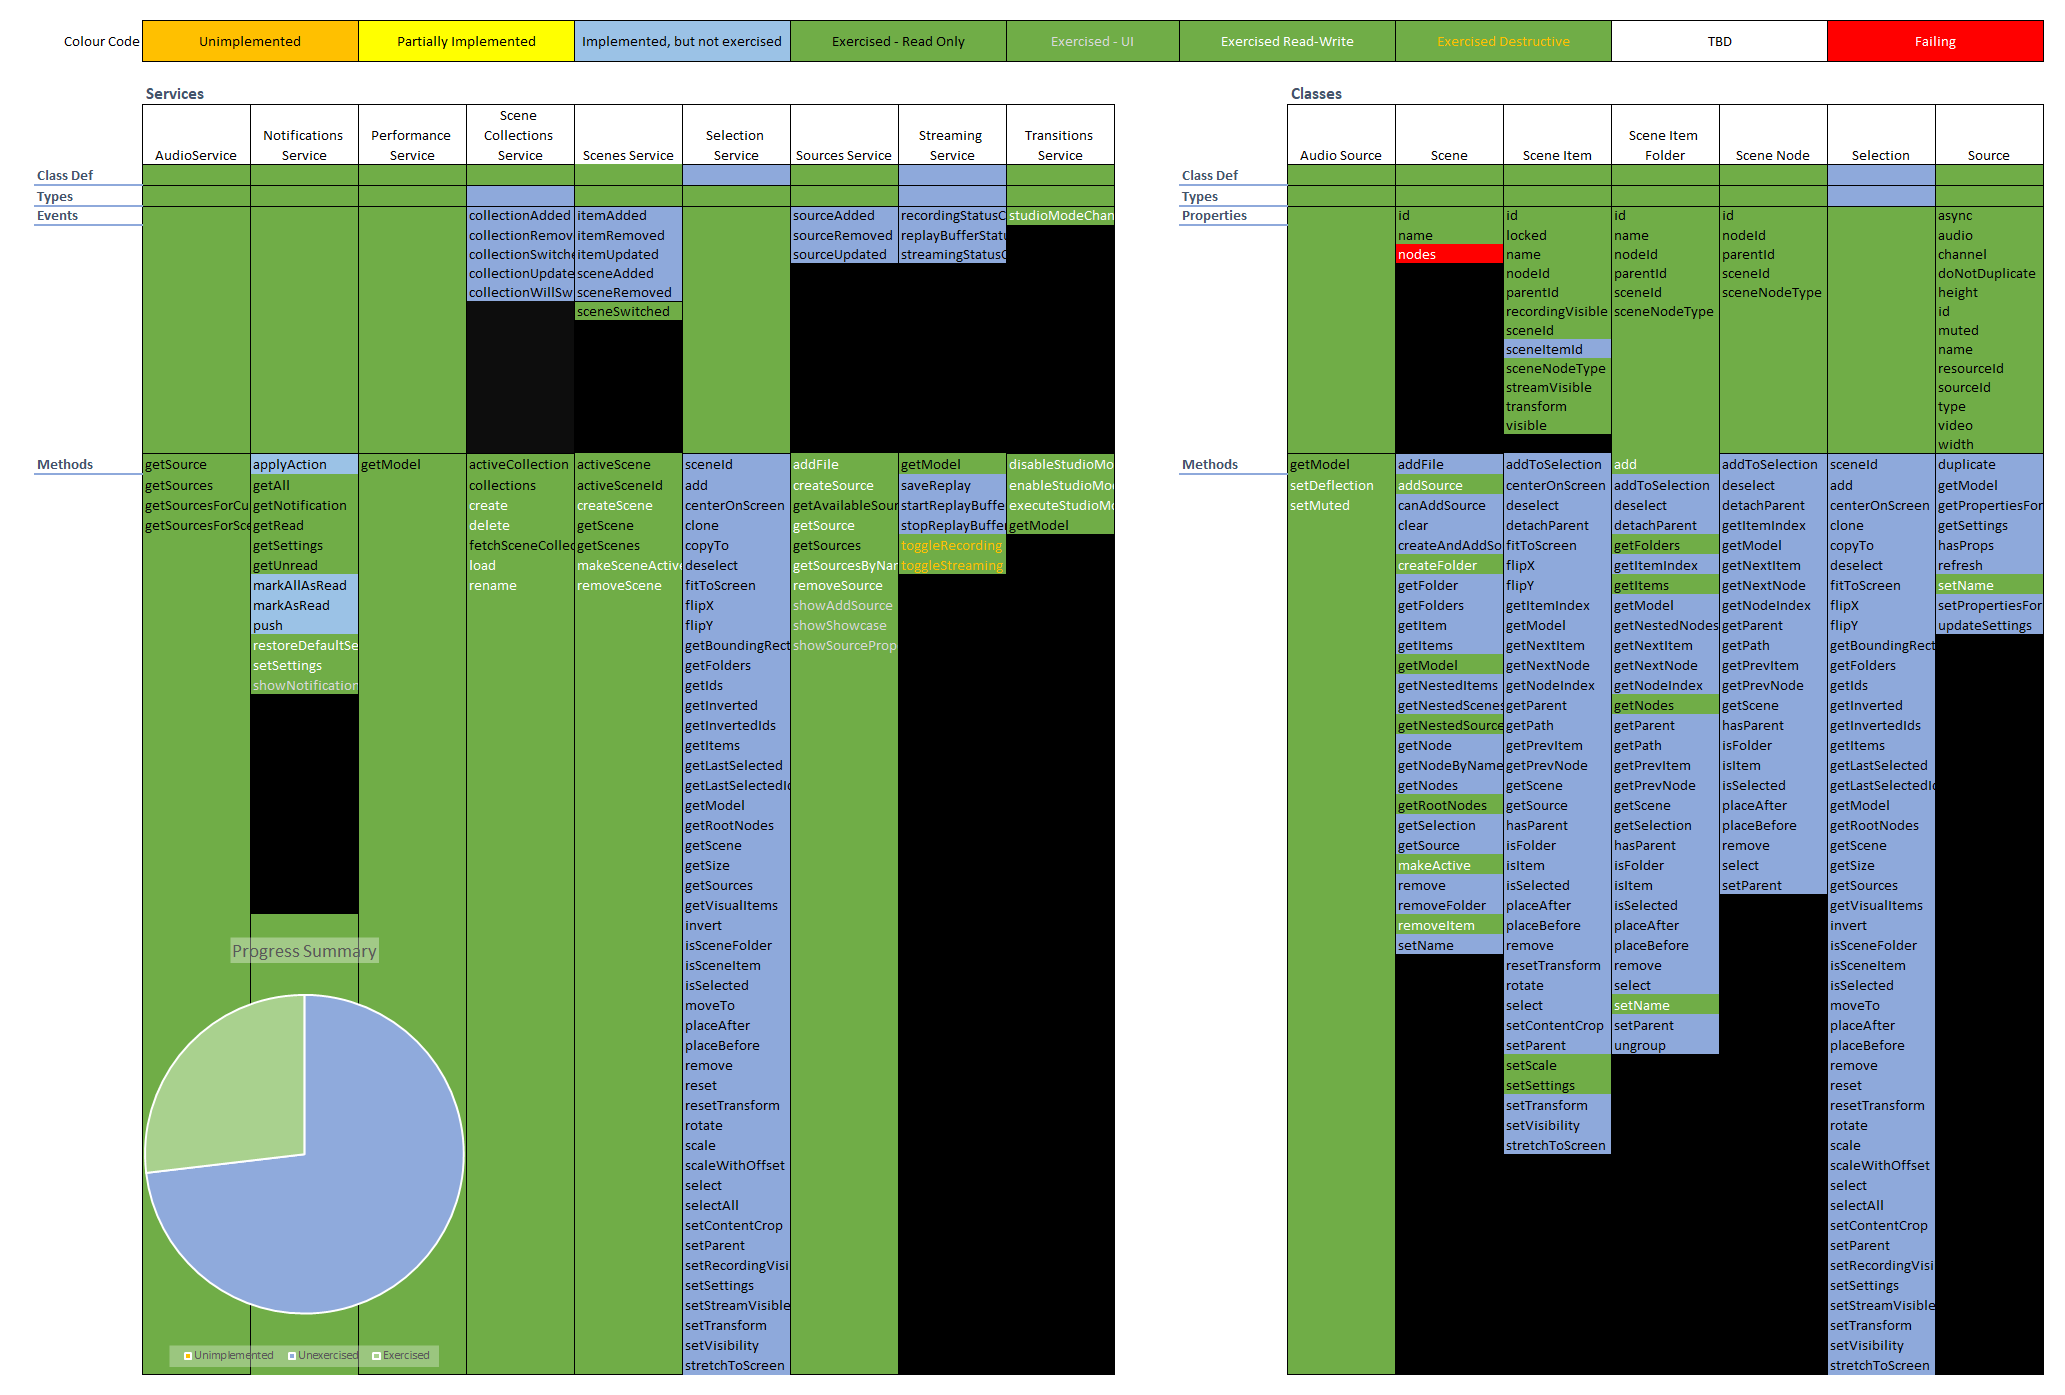 Colour Code
Unimplemented
Partially Implemented
Implemented, but not exercised
Exercised - Read Only
Exercised - UI
Exercised Read-Write
Exercised Destructive
TBD
Failing
Services
AudioService
Notifications
Service
Performance
Service
Scene
Collections
Service
Scenes Service
Selection
Service
Sources Service
Streaming
Service
Transitions
Service
Class Def
Types
Events
collectionAdded
collectionRemov
collectionSwitche
collectionUpdate
collectionWillSw
itemAdded
itemRemoved
itemUpdated
sceneAdded
sceneRemoved
sceneSwitched
sourceAdded
sourceRemoved
sourceUpdated
recordingStatusC
replayBufferStatu
streamingStatusC
studioModeChan
Methods
getSource
getSources
getSourcesForCu
getSourcesForSce
applyAction
getAll
getNotification
getRead
getSettings
getUnread
markAllAsRead
markAsRead
push
restoreDefaultSe
setSettings
showNotification
getModel
activeCollection
collections
create
delete
fetchSceneCollec
load
rename
activeScene
activeSceneId
createScene
getScene
getScenes
makeSceneActive
removeScene
sceneId
add
centerOnScreen
clone
copyTo
deselect
fitToScreen
flipX
flipY
getBoundingRect
getFolders
getIds
getInverted
getInvertedIds
getItems
getLastSelected
getLastSelectedId
getModel
getRootNodes
getScene
getSize
getSources
getVisualItems
invert
isSceneFolder
isSceneItem
isSelected
moveTo
placeAfter
placeBefore
remove
reset
resetTransform
rotate
scale
scaleWithOffset
select
selectAll
setContentCrop
setParent
setRecordingVisi
setSettings
setStreamVisible
setTransform
setVisibility
stretchToScreen
addFile
createSource
getAvailableSour
getSource
getSources
getSourcesByNar
removeSource
showAddSource
showShowcase
showSourceProp
getModel
saveReplay
startReplayBuffer
stopReplayBuffer
toggleRecording
toggleStreaming
disableStudioMo
enableStudioMo
executeStudioMo
getModel
Progress Summary
Unimplemented
Unexercised
Exercised
Classes
Audio Source
Scene
Scene Item
Scene Item
Folder
Scene Node
Selection
Source
Class Def
Types
Properties
id
name
nodes
id
locked
name
nodeId
parentId
recordingVisible
sceneId
sceneItemId
sceneNodeType
streamVisible
transform
visible
id
name
nodeId
parentId
sceneId
sceneNodeType
id
nodeId
parentId
sceneId
sceneNodeType
async
audio
channel
doNotDuplicate
height
id
muted
name
resourceId
sourceId
type
video
width
Methods
getModel
setDeflection
setMuted
addFile
addSource
canAddSource
clear
createAndAddSo
createFolder
getFolder
getFolders
getItem
getItems
getModel
getNestedItems
getNestedScenes
getNestedSource
getNode
getNodeByName
getNodes
getRootNodes
getSelection
getSource
makeActive
remove
removeFolder
removeItem
setName
addToSelection
centerOnScreen
deselect
detachParent
fitToScreen
flipX
flipY
getItemIndex
getModel
getNextItem
getNextNode
getNodeIndex
getParent
getPath
getPrevItem
getPrevNode
getScene
getSource
hasParent
isFolder
isItem
isSelected
placeAfter
placeBefore
remove
resetTransform
rotate
select
setContentCrop
setParent
setScale
setSettings
setTransform
setVisibility
stretchToScreen
add
addToSelection
deselect
detachParent
getFolders
getItemIndex
getItems
getModel
getNestedNodes
getNextItem
getNextNode
getNodeIndex
getNodes
getParent
getPath
getPrevItem
getPrevNode
getScene
getSelection
hasParent
isFolder
isItem
isSelected
placeAfter
placeBefore
remove
select
setName
setParent
ungroup
addToSelection
deselect
detachParent
getItemIndex
getModel
getNextItem
getNextNode
getNodeIndex
getParent
getPath
getPrevItem
getPrevNode
getScene
hasParent
isFolder
isItem
isSelected
placeAfter
placeBefore
remove
select
setParent
sceneId
add
centerOnScreen
clone
copyTo
deselect
fitToScreen
flipX
flipY
getBoundingRect
getFolders
getIds
getInverted
getInvertedIds
getItems
getLastSelected
getLastSelectedId
getModel
getRootNodes
getScene
getSize
getSources
getVisualItems
invert
isSceneFolder
isSceneItem
isSelected
moveTo
placeAfter
placeBefore
remove
reset
resetTransform
rotate
scale
scaleWithOffset
select
selectAll
setContentCrop
setParent
setRecordingVisi
setSettings
setStreamVisible
setTransform
setVisibility
stretchToScreen
duplicate
getModel
getPropertiesFor
getSettings
hasProps
refresh
setName
setPropertiesFor
updateSettings